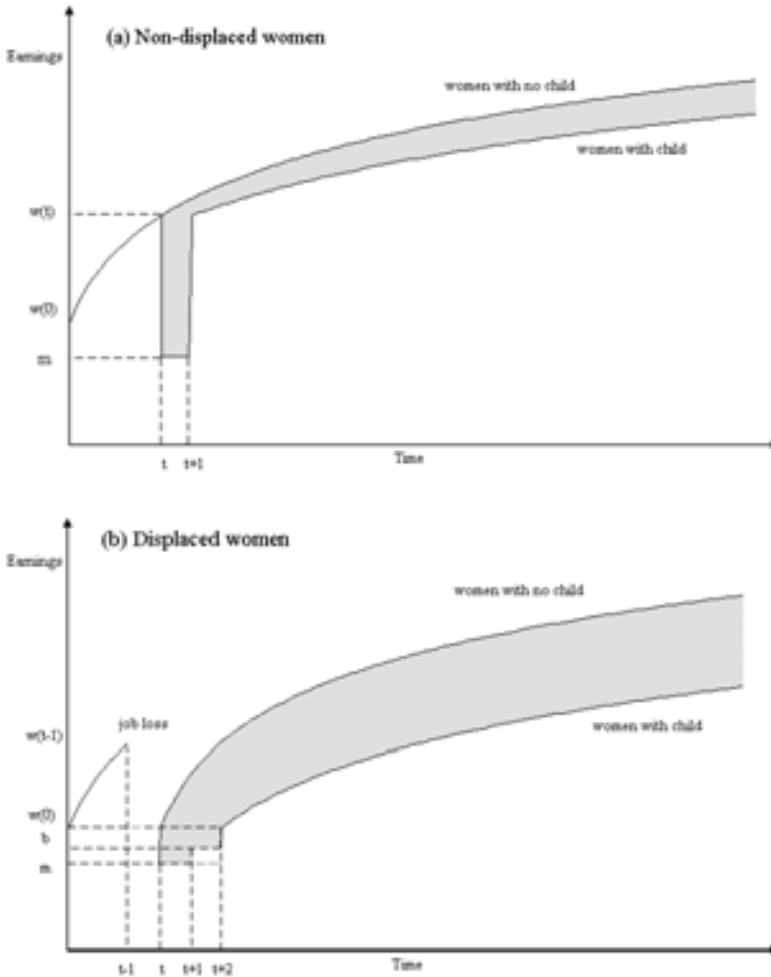 (a) Non-displaced women
Earnings
women with no child
women with child
w(t)
w(0)
m
t t+1
Time
(b) Displaced women
Earnings
women with no child
job loss
w(t-1)
women with child
w(0)
b
m
t-1 t t+1 t+2
Time